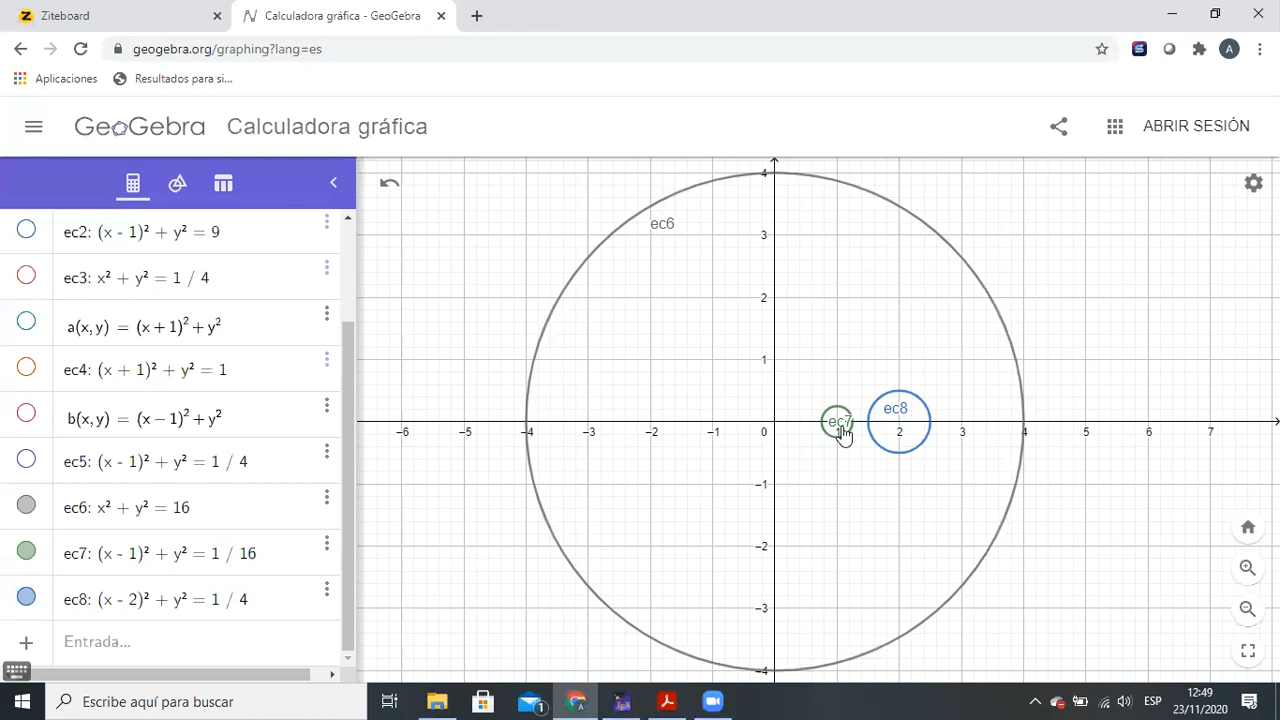 Ziteboard
Calculadora gráfica - GeoGebra
geogebra.org/graphing?lang=es
A
Aplicaciones
Resultados para si...
GeoGebra
Calculadora gráfica
ABRIR SESIÓN
ec2: (x - 1)² + y² = 9
ec3: x² + y² = 1 / 4
a(x, y) = (x + 1)² + y²
ec4: (x + 1)² + y² = 1
b(x, y) = (x − 1)² + y²
ec5: (x - 1)² + y² = 1 / 4
ec6: x² + y² = 16
ec7: (x - 1)² + y² = 1 / 16
ec8: (x - 2)² + y² = 1 / 4
Entrada...
4
ec6
3
2
1
ec7
ec8
−6 −5 −4 −3 −2 −1 0 1 2 3 4 5 6 7
−1
−2
−3
−4
Escribe aquí para buscar
1
ESP
12:49
23/11/2020